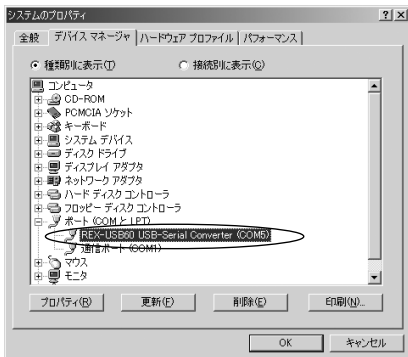 システムのプロパティ
全般 デバイス マネージャ ハードウェア プロファイル パフォーマンス
種類別に表示(T) 接続別に表示(C)
コンピュータ
CD-ROM
PCMCIA ソケット
キーボード
システム デバイス
ディスク ドライブ
ディスプレイ アダプタ
ネットワーク アダプタ
ハード ディスク コントローラ
フロッピー ディスク コントローラ
ポート (COM と LPT)
REX-USB60 USB-Serial Converter (COM5)
通信ポート (COM1)
マウス
モニタ
プロパティ(R) 更新(F) 削除(E) 印刷(N)...
OK キャンセル